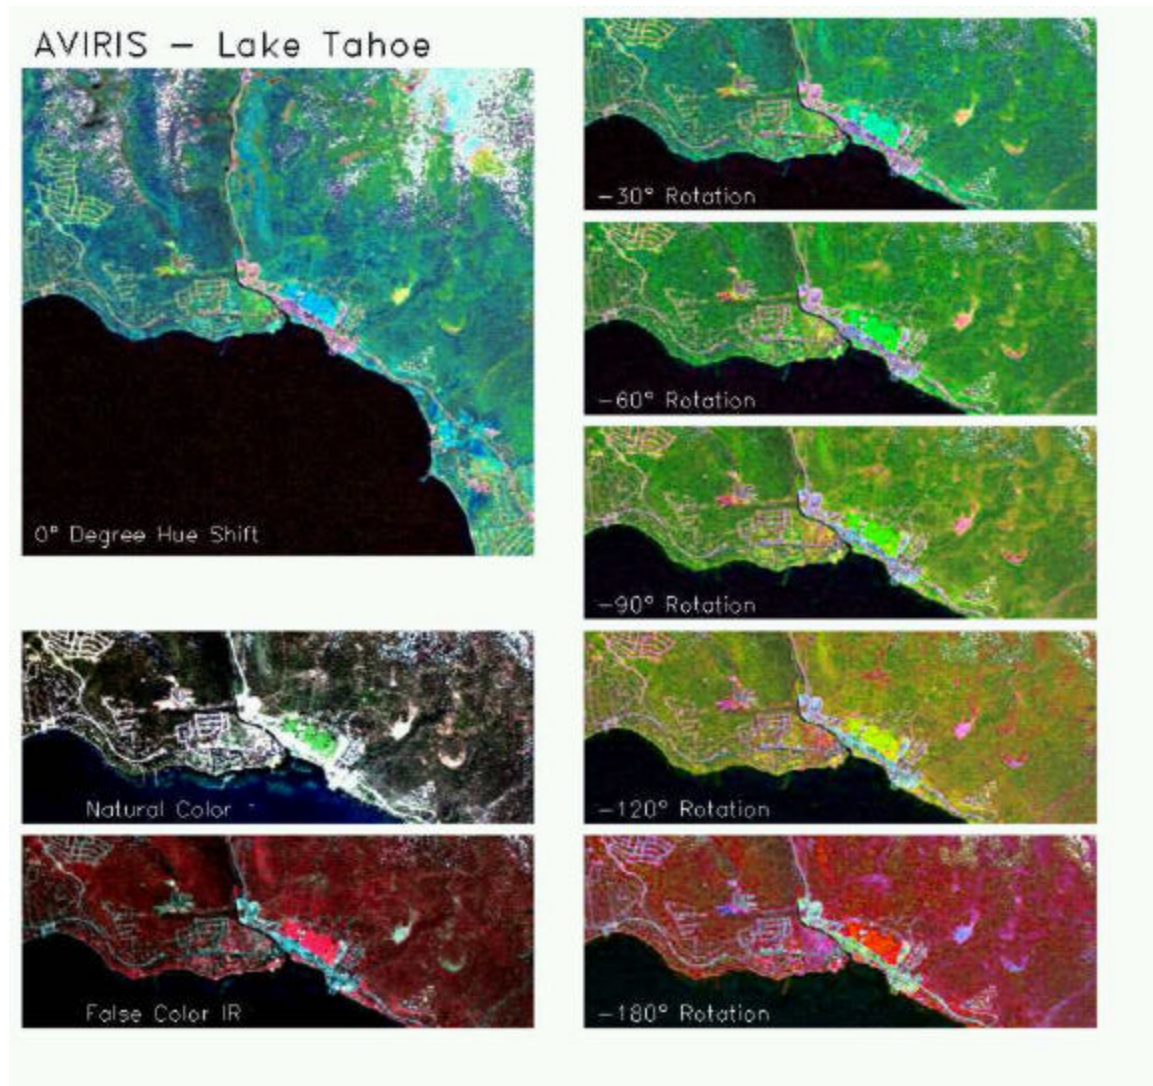 AVIRIS – Lake Tahoe
0° Degree Hue Shift
Natural Color
False Color IR
–30° Rotation
–60° Rotation
–90° Rotation
–120° Rotation
–180° Rotation